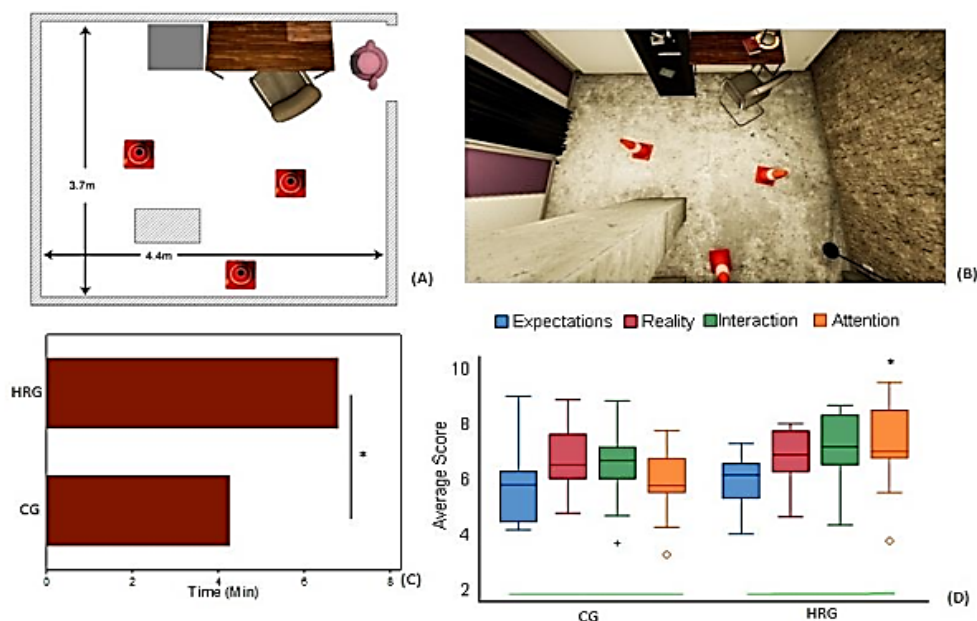 3.7m
4.4m
(A)
(B)
HRG
CG
*
0 2 4 6 8
Time (Min)
(C)
Expectations Reality Interaction Attention
10
8
6
4
2
Average Score
*
+
CG HRG
(D)